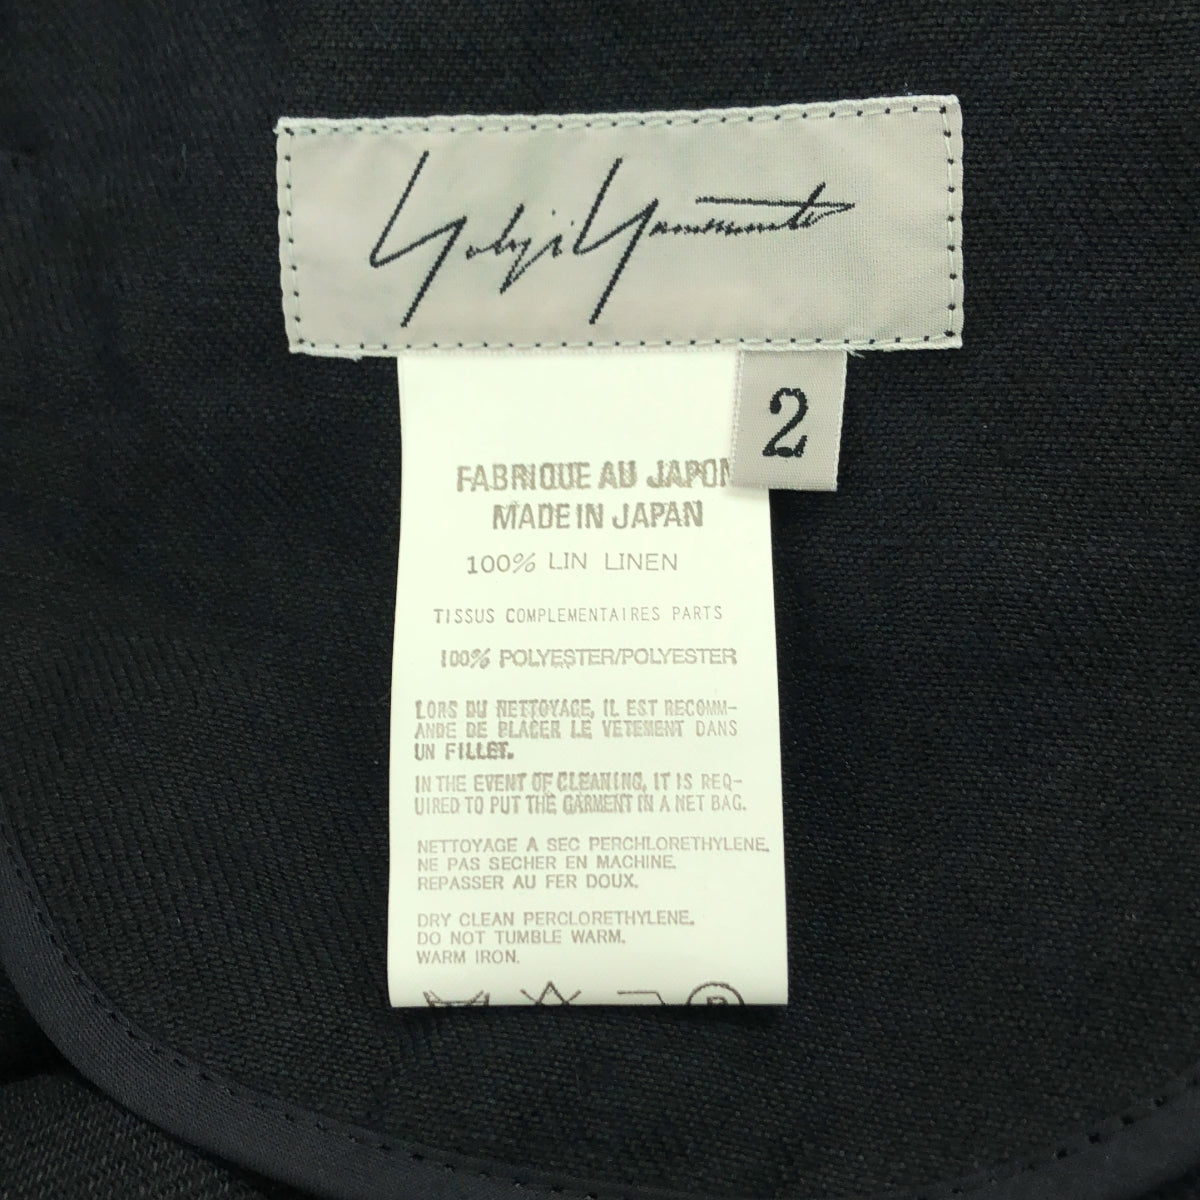 Yohji Yamamoto
2
FABRIQUE AU JAPON
MADE IN JAPAN
100% LIN LINEN
TISSUS COMPLEMENTAIRES PARTS
100% POLYESTER/POLYESTER
LORS DU NETTOYAGE, IL EST RECOMM-
ANDE DE PLACER LE VETEMENT DANS
UN FILLET.
IN THE EVENT OF CLEANING, IT IS REQ-
UIRED TO PUT THE GARMENT IN A NET BAG.
NETTOYAGE A SEC PERCHLORETHYLENE.
NE PAS SECHER EN MACHINE.
REPASSER AU FER DOUX.
DRY CLEAN PERCLORETHYLENE.
DO NOT TUMBLE WARM.
WARM IRON.
P